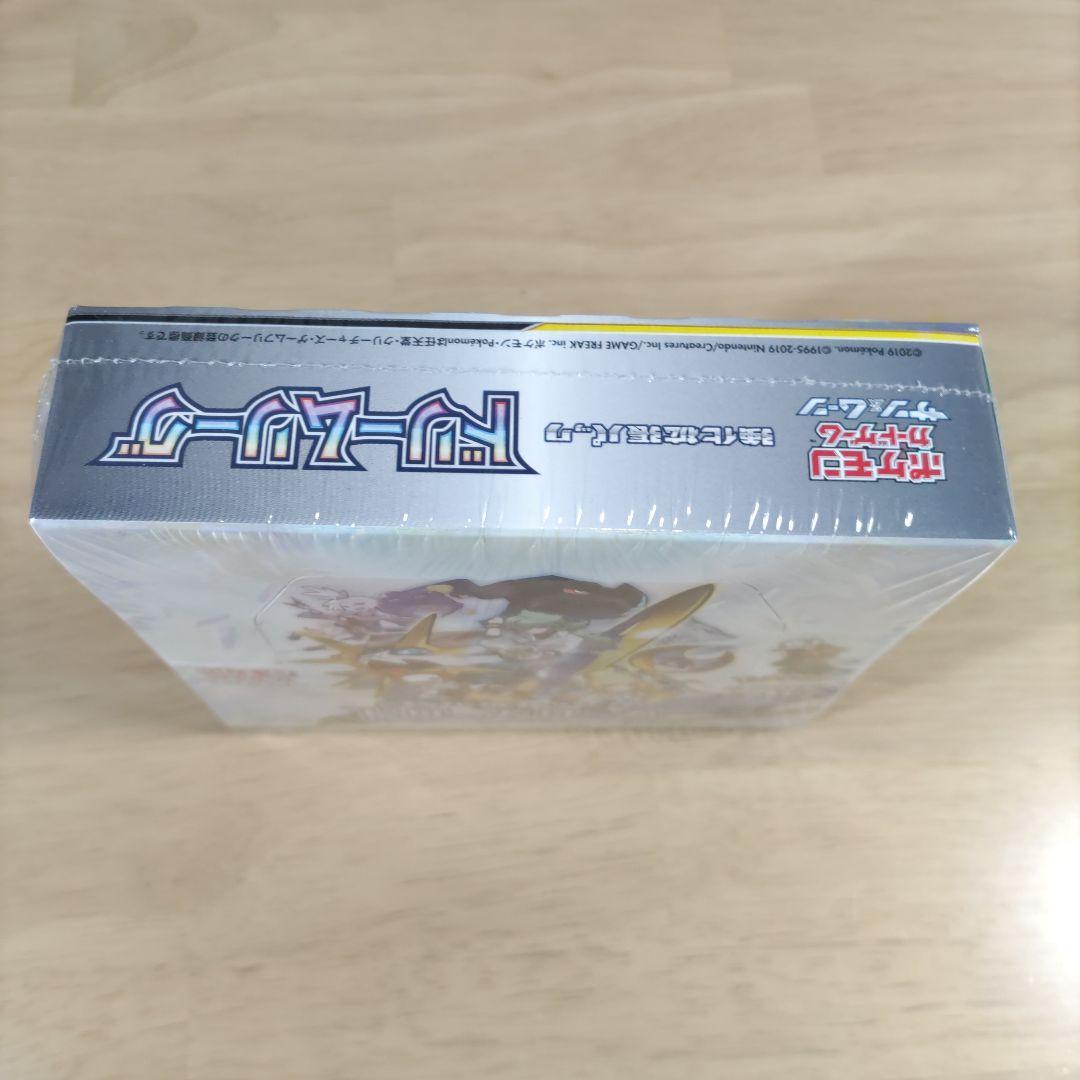 ポケモン
カードゲーム
サン&ムーン
強化拡張パック
ドリームリーグ
©2019 Pokémon. ©1995-2019 Nintendo/Creatures Inc./GAME FREAK inc. ポケモン・Pokémonは任天堂・クリーチャーズ・ゲームフリークの登録商標です。